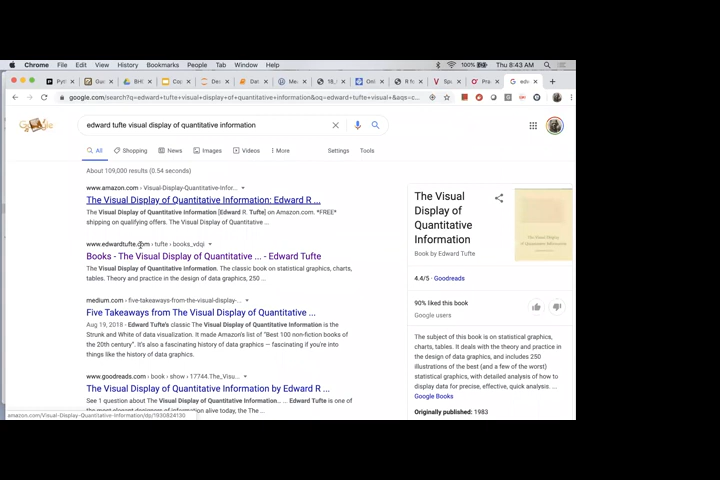 Chrome File Edit View History Bookmarks People Tab Window Help 100% Thu 8:43 AM
google.com/search?q=edward+tufte+visual+display+of+quantitative+information&oq=edward+tufte+visual+&aqs=c...
edward tufte visual display of quantitative information
All Shopping News Images Videos More Settings Tools
About 109,000 results (0.54 seconds)
www.amazon.com › Visual-Display-Quantitative-Infor...
The Visual Display of Quantitative Information: Edward R ...
The Visual Display of Quantitative Information [Edward R. Tufte] on Amazon.com. *FREE*
shipping on qualifying offers. The Visual Display of Quantitative ...
www.edwardtufte.com › tufte › books_vdqi
Books - The Visual Display of Quantitative ... - Edward Tufte
The Visual Display of Quantitative Information. The classic book on statistical graphics, charts,
tables. Theory and practice in the design of data graphics, 250 ...
medium.com › five-takeaways-from-the-visual-display-...
Five Takeaways from The Visual Display of Quantitative ...
Aug 19, 2018 - Edward Tufte's classic The Visual Display of Quantitative Information is the
Strunk and White of data visualization. It made Amazon's list of "Best 100 non-fiction books of
the 20th century". It's also a fascinating history of data graphics — fascinating if you're into
things like the history of data graphics.
www.goodreads.com › book › show › 17744.The_Visu...
The Visual Display of Quantitative Information by Edward R ...
See 1 question about The Visual Display of Quantitative Information... ... Edward Tufte is one of
amazon.com/Visual-Display-Quantitative-Information/dp/1930824130
The Visual
Display of
Quantitative
Information
Book by Edward Tufte
4.4/5 · Goodreads
90% liked this book
Google users
The subject of this book is on statistical
graphics, charts, tables. It deals with the theory and practice in
the design of data graphics, and includes 250
illustrations of the best (and a few of the worst)
statistical graphics, with detailed analysis of how to
display data for precise, effective, quick analysis. ...
Google Books
Originally published: 1983